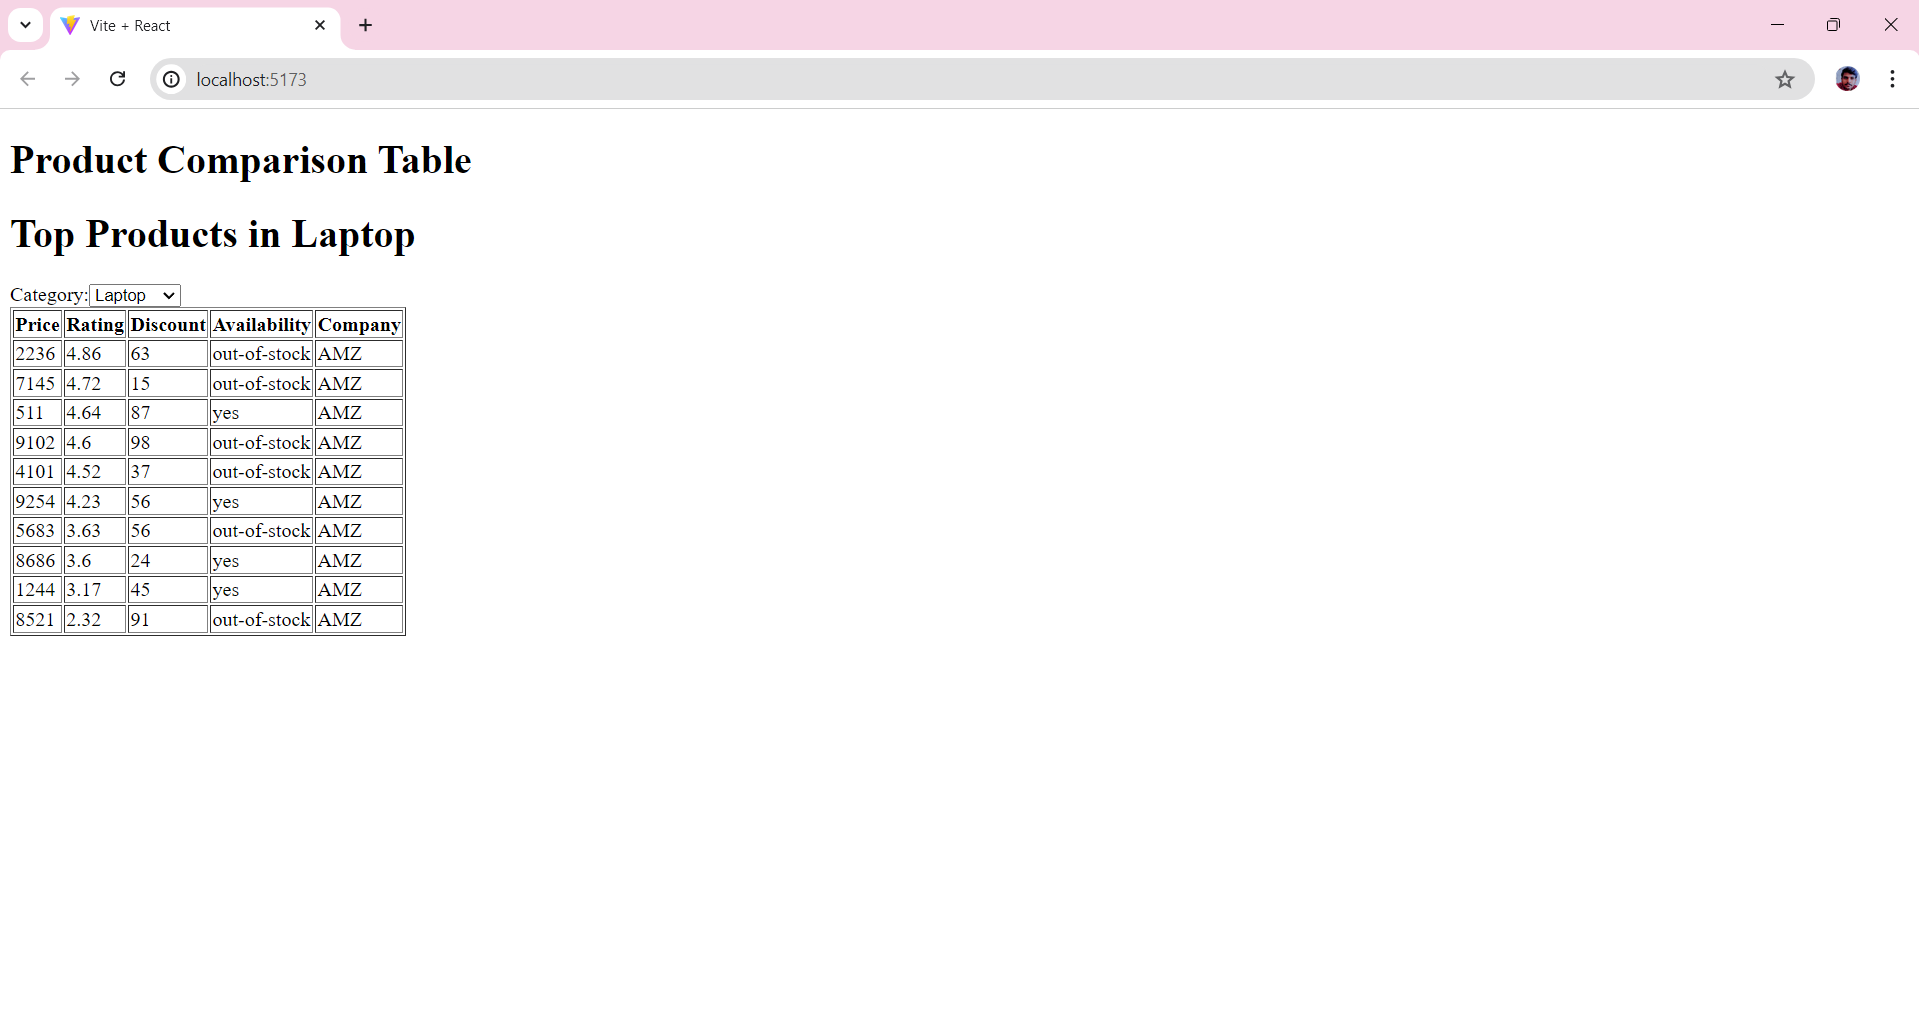 Vite + React
localhost:5173
Product Comparison Table
Top Products in Laptop
Category: Laptop
Price Rating Discount Availability Company
2236 4.86 63 out-of-stock AMZ
7145 4.72 15 out-of-stock AMZ
511 4.64 87 yes AMZ
9102 4.6 98 out-of-stock AMZ
4101 4.52 37 out-of-stock AMZ
9254 4.23 56 yes AMZ
5683 3.63 56 out-of-stock AMZ
8686 3.6 24 yes AMZ
1244 3.17 45 yes AMZ
8521 2.32 91 out-of-stock AMZ